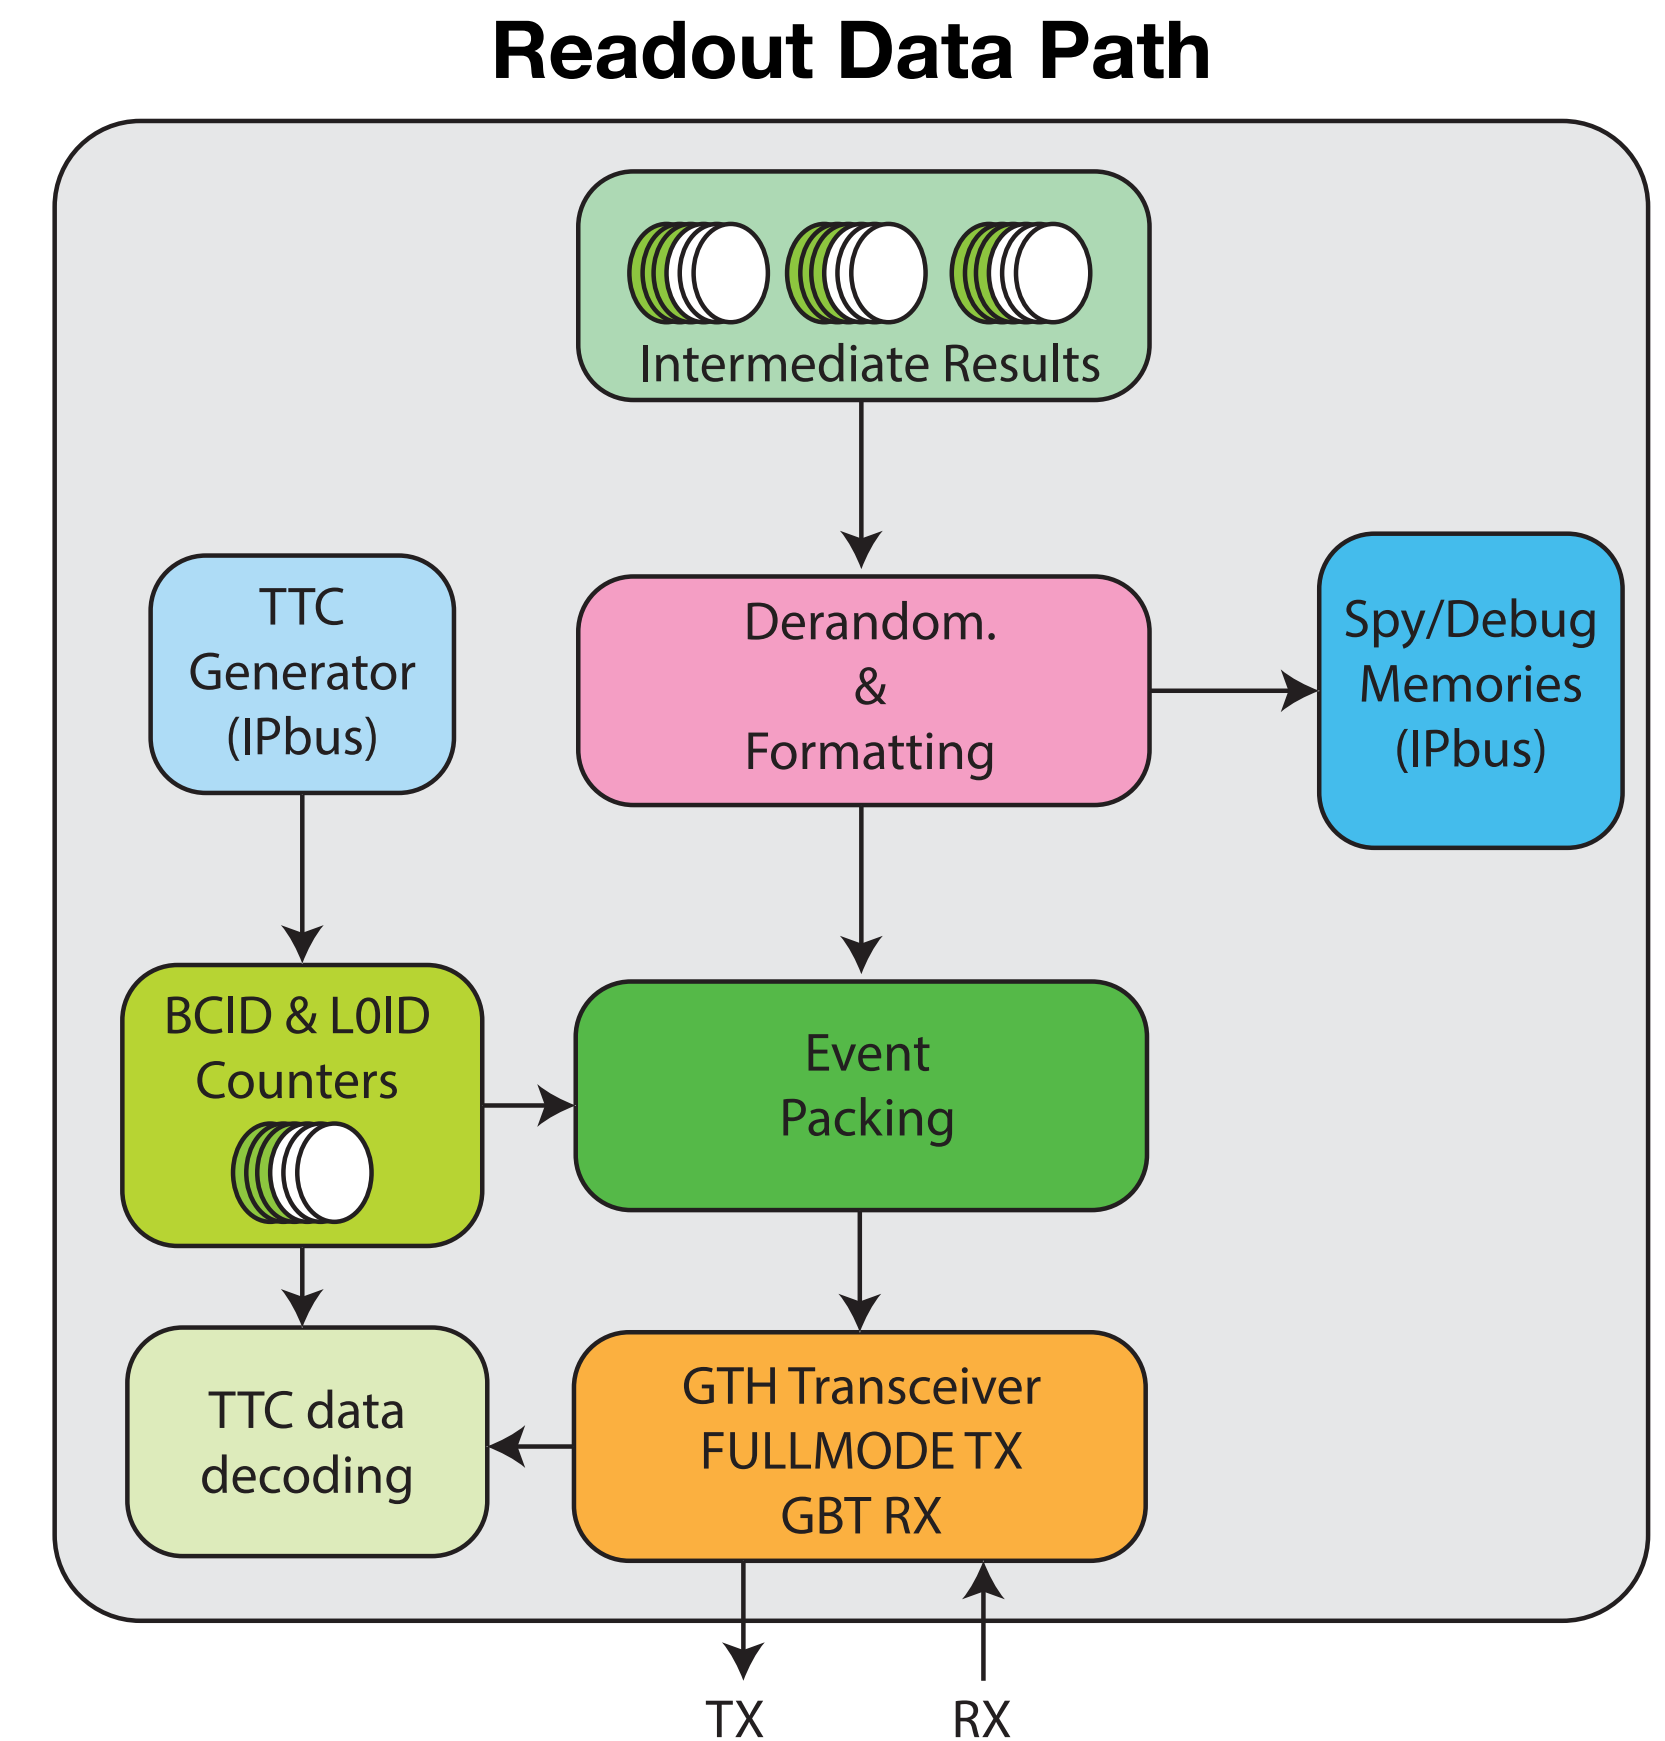 Readout Data Path
Intermediate Results
TTC
Generator
(IPbus)
Derandom.
&
Formatting
Spy/Debug
Memories
(IPbus)
BCID & L0ID
Counters
Event
Packing
TTC data
decoding
GTH Transceiver
FULLMODE TX
GBT RX
TX
RX